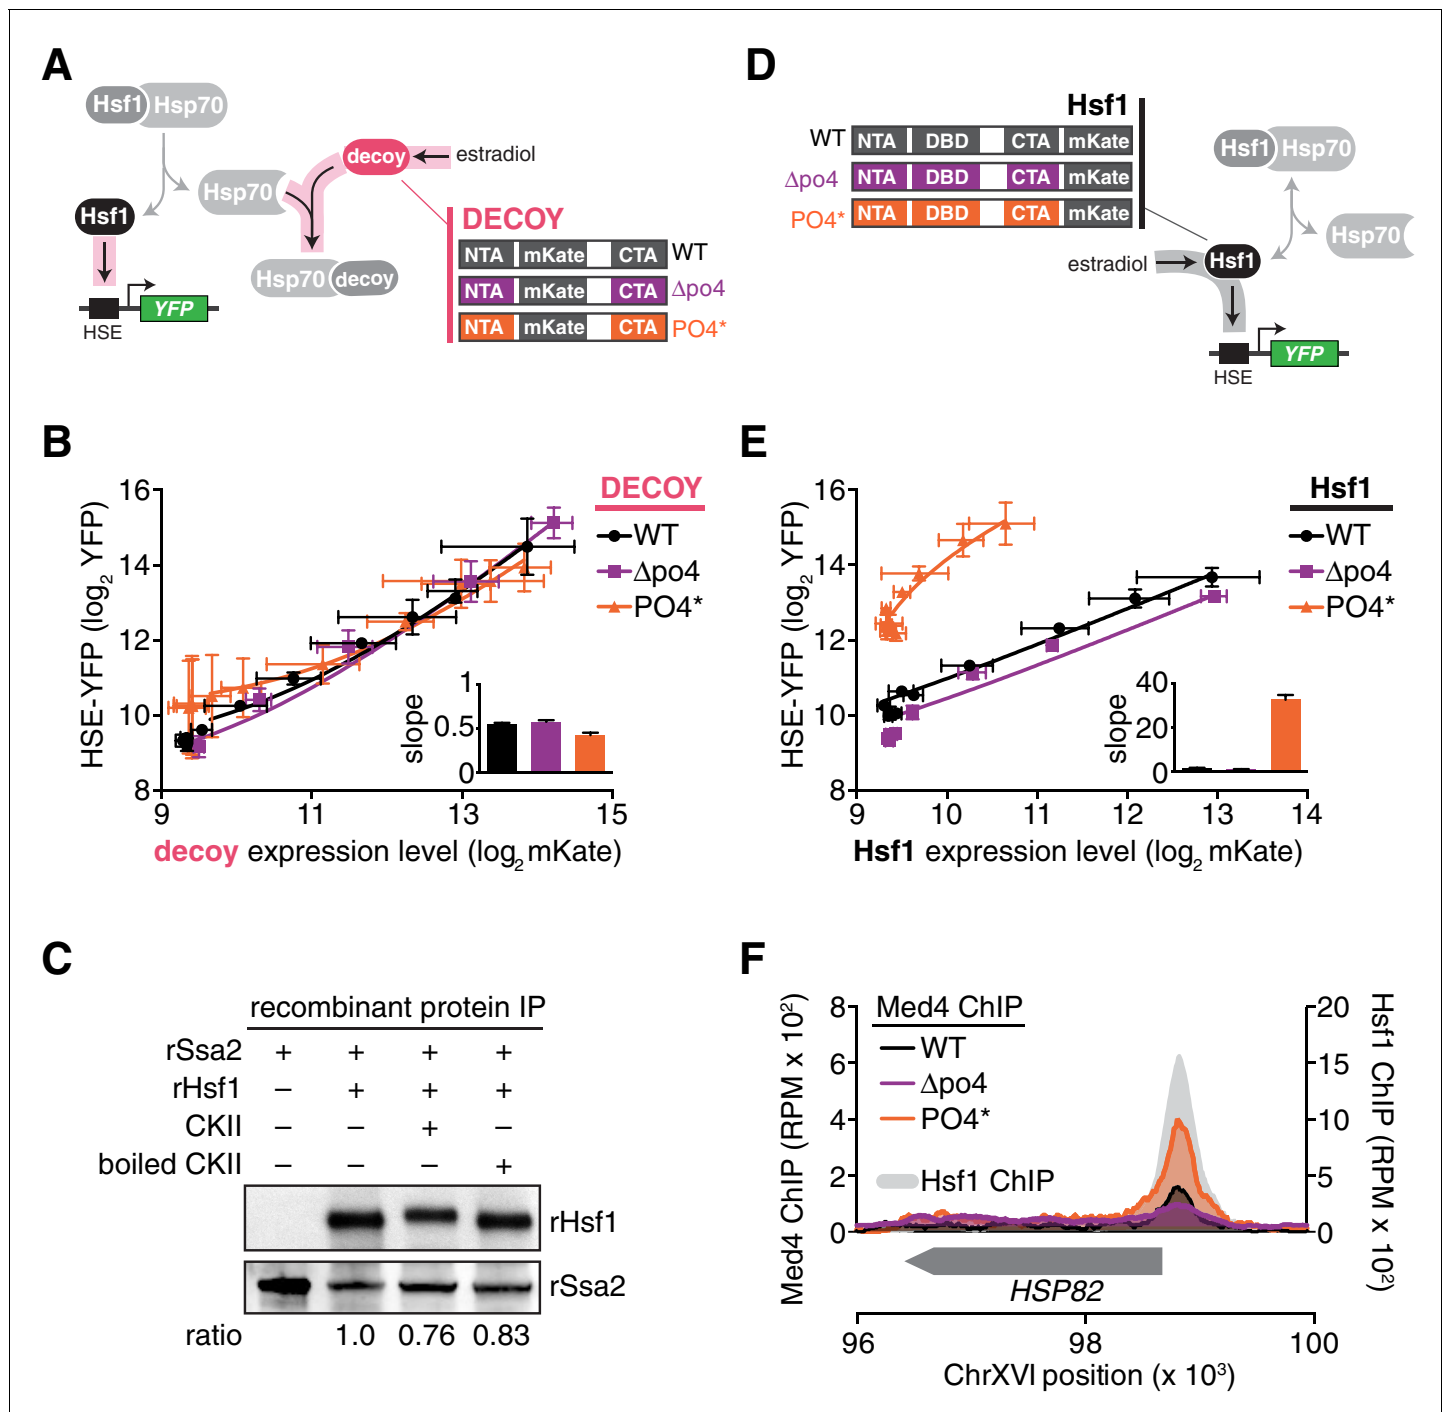 A
Hsf1 Hsp70
decoy
estradiol
Hsp70
Hsf1
DECOY
NTA mKate CTA WT
Hsp70 decoy
NTA mKate CTA Δpo4
YFP
HSE
NTA mKate CTA PO4*
D
Hsf1
WT NTA DBD CTA mKate
Δpo4 NTA DBD CTA mKate
PO4* NTA DBD CTA mKate
Hsf1 Hsp70
Hsp70
estradiol
Hsf1
YFP
HSE
B
HSE-YFP (log2 YFP)
16
14
12
10
8
9 11 13 15
decoy expression level (log2 mKate)
DECOY
WT
Δpo4
PO4*
slope
1
0.5
0
E
HSE-YFP (log2 YFP)
16
14
12
10
8
9 10 11 12 13 14
Hsf1 expression level (log2 mKate)
Hsf1
WT
Δpo4
PO4*
slope
40
20
0
C
recombinant protein IP
rSsa2 + + + +
rHsf1 – + + +
CKII – – + –
boiled CKII – – – +
rHsf1
rSsa2
ratio 1.0 0.76 0.83
F
Med4 ChIP (RPM x 10²)
8
6
4
2
0
Med4 ChIP
WT
Δpo4
PO4*
Hsf1 ChIP
20
15
10
5
0
Hsf1 ChIP (RPM x 10²)
HSP82
96 98 100
ChrXVI position (x 10³)